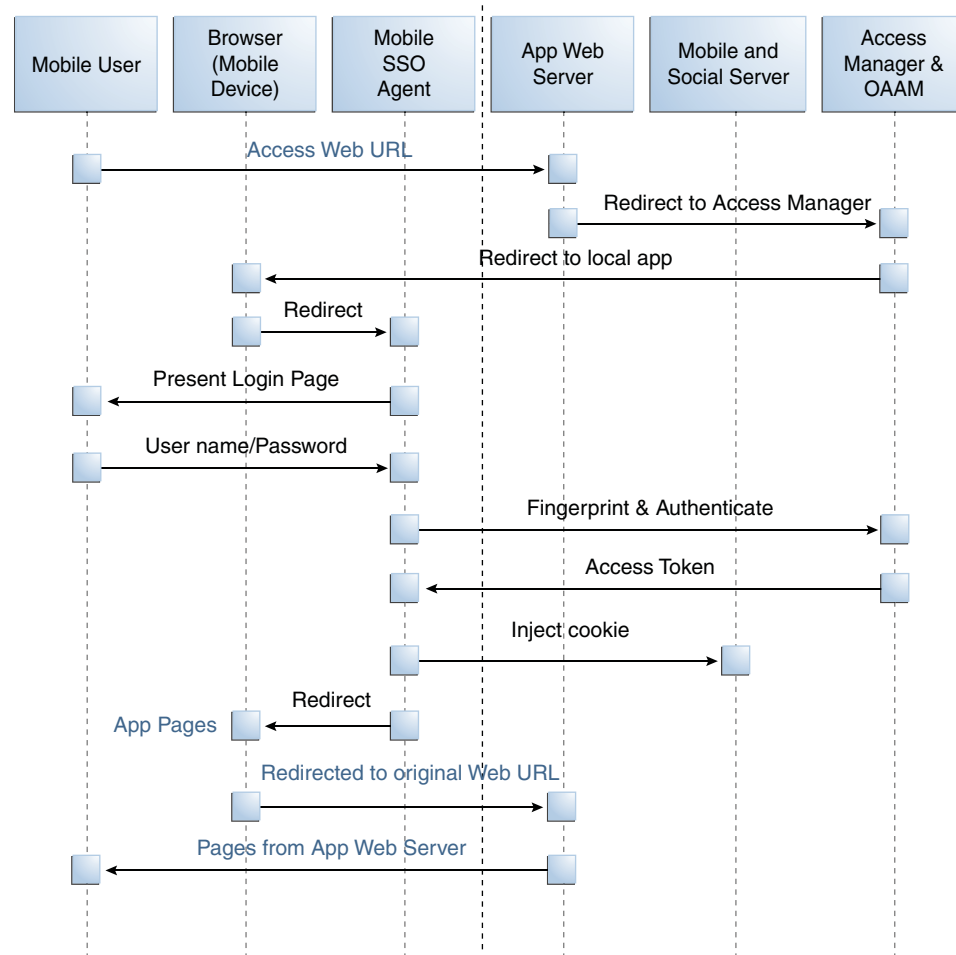 Mobile User
Browser
(Mobile
Device)
Mobile
SSO
Agent
App Web
Server
Mobile and
Social Server
Access
Manager &
OAAM
Access Web URL
Redirect to Access Manager
Redirect to local app
Redirect
Present Login Page
User name/Password
Fingerprint & Authenticate
Access Token
Inject cookie
Redirect
App Pages
Redirected to original Web URL
Pages from App Web Server